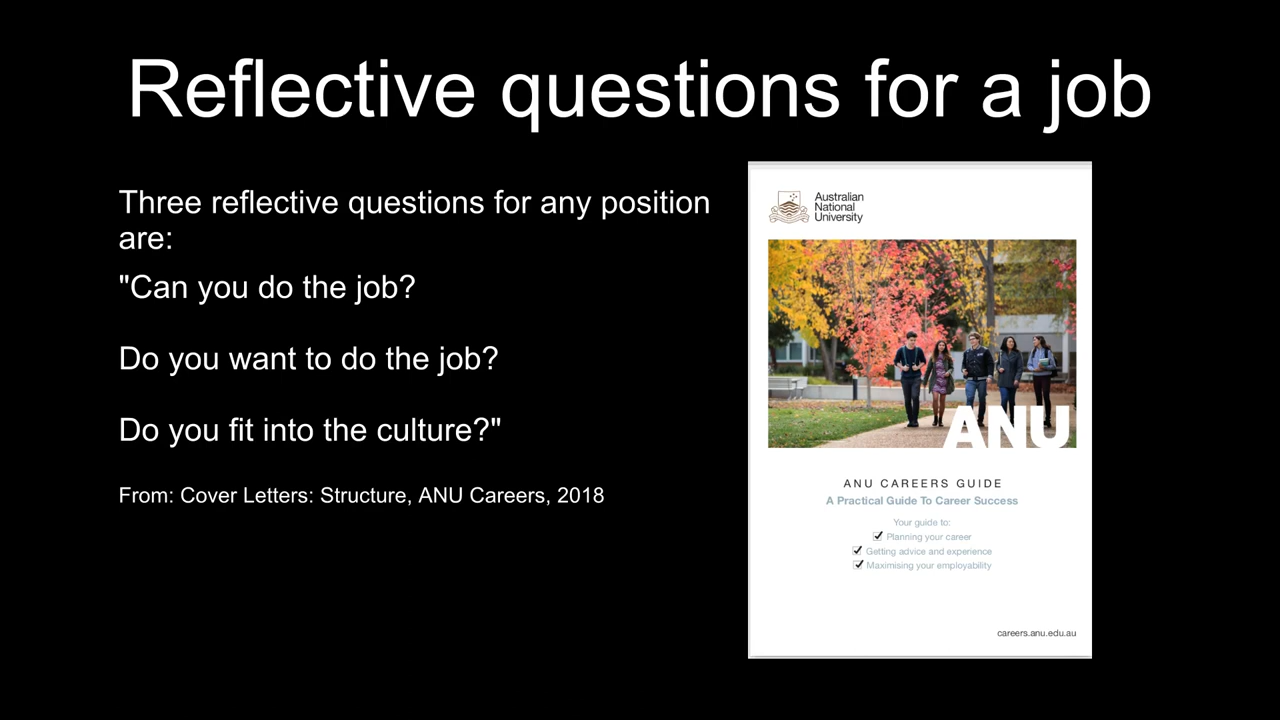 Reflective questions for a job
Three reflective questions for any position
are:
"Can you do the job?
Do you want to do the job?
Do you fit into the culture?"
From: Cover Letters: Structure, ANU Careers, 2018
Australian
National
University
ANU
ANU CAREERS GUIDE
A Practical Guide To Career Success
Your guide to:
Planning your career
Getting advice and experience
Maximising your employability
careers.anu.edu.au